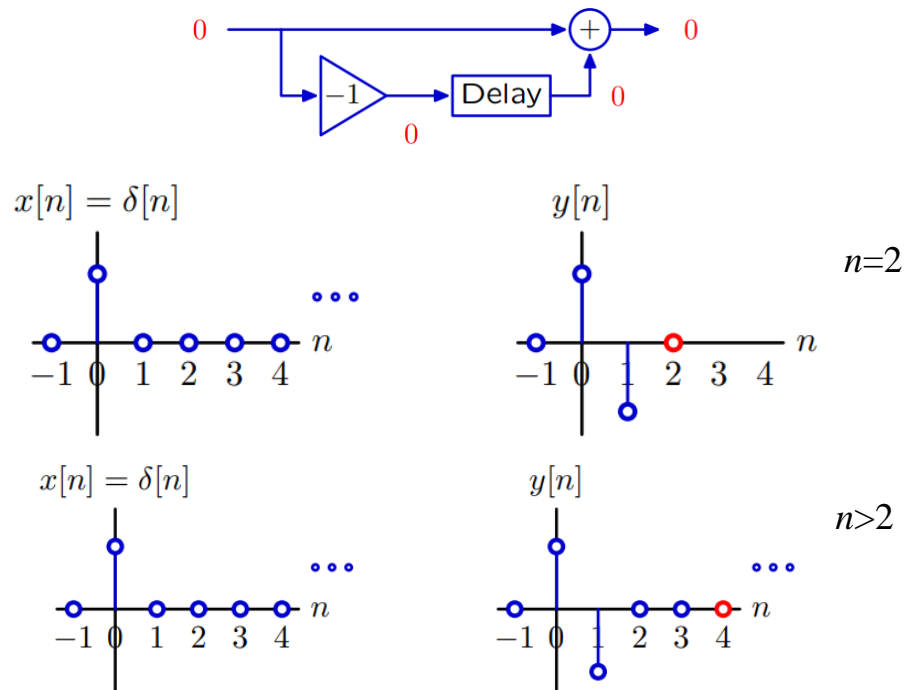 0 + 0
−1 Delay 0
0
x[n] = δ[n] y[n]
n=2
n n
−1 0 1 2 3 4 −1 0 1 2 3 4
x[n] = δ[n] y[n]
n>2
n n
−1 0 1 2 3 4 −1 0 1 2 3 4